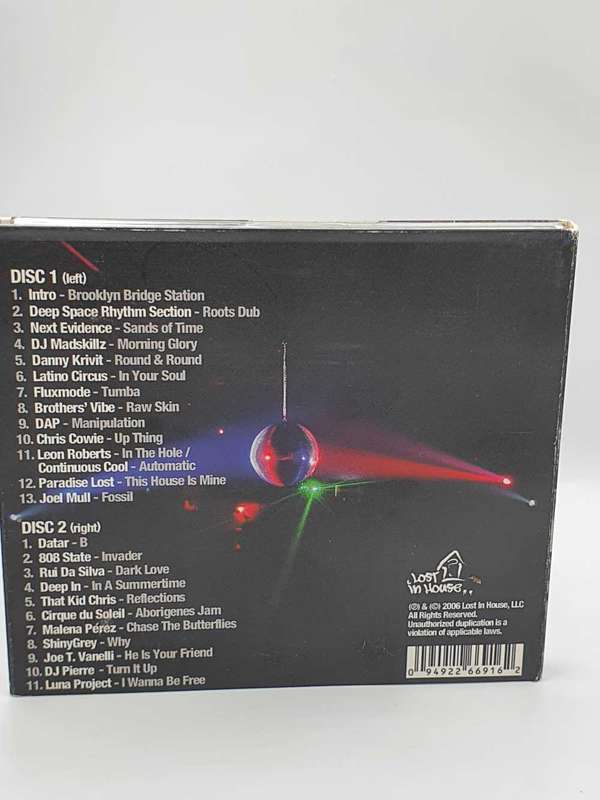 DISC 1 (left)
1. Intro - Brooklyn Bridge Station
2. Deep Space Rhythm Section - Roots Dub
3. Next Evidence - Sands of Time
4. DJ Madskillz - Morning Glory
5. Danny Krivit - Round & Round
6. Latino Circus - In Your Soul
7. Fluxmode - Tumba
8. Brothers' Vibe - Raw Skin
9. DAP - Manipulation
10. Chris Cowie - Up Thing
11. Leon Roberts - In The Hole /
Continuous Cool - Automatic
12. Paradise Lost - This House Is Mine
13. Joel Mull - Fossil
DISC 2 (right)
1. Datar - B
2. 808 State - Invader
3. Rui Da Silva - Dark Love
4. Deep In - In A Summertime
5. That Kid Chris - Reflections
6. Cirque du Soleil - Aborigenes Jam
7. Malena Pérez - Chase The Butterflies
8. ShinyGrey - Why
9. Joe T. Vanelli - He Is Your Friend
10. DJ Pierre - Turn It Up
11. Luna Project - I Wanna Be Free
LOST
IN HOUSE..
(℗) & (©) 2006 Lost In House, LLC
All Rights Reserved.
Unauthorized duplication is a
violation of applicable laws.
0 94922 66916 2